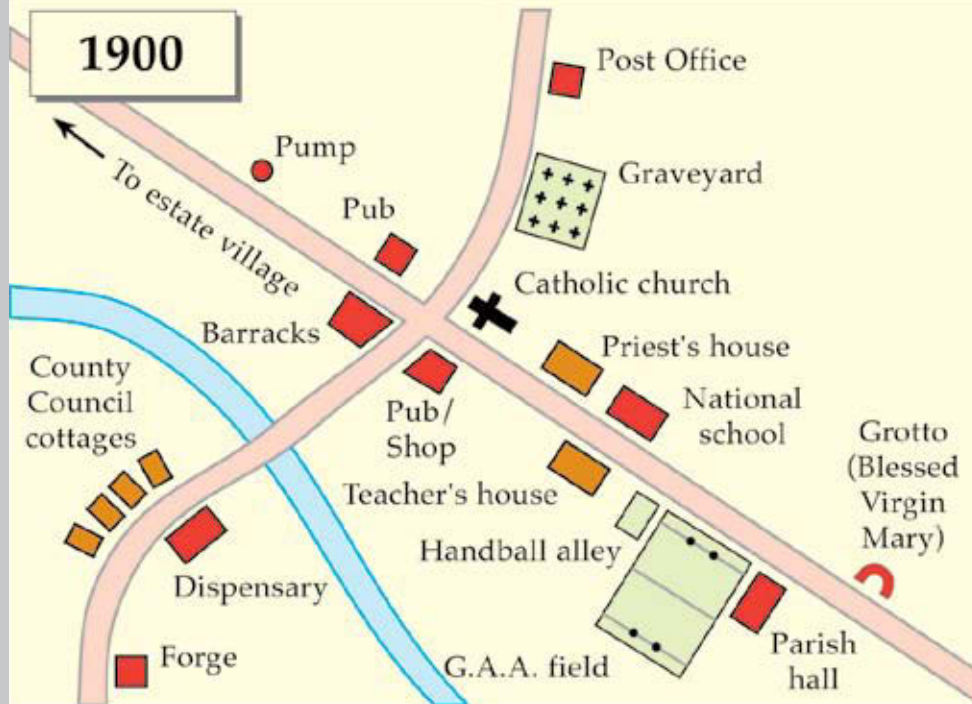 1900
Post Office
Pump
Graveyard
To estate village
Pub
Catholic church
Barracks
Priest's house
County
Council
cottages
Pub/
Shop
National
school
Grotto
(Blessed
Virgin
Mary)
Teacher's house
Handball alley
Dispensary
Forge
G.A.A. field
Parish
hall